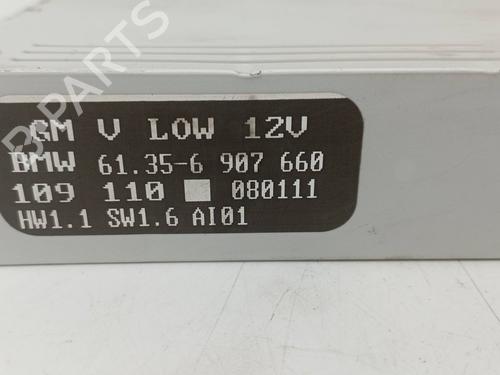 GM V LOW 12V
BMW 61.35-6 907 660
109 110 080111
HW1.1 SW1.6 AI01
B-PARTS